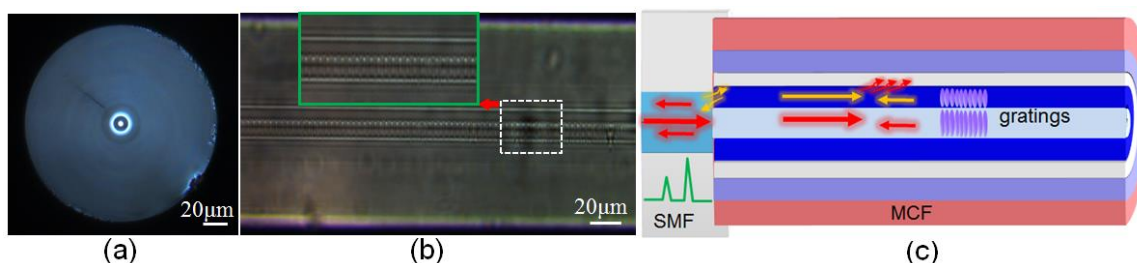 20μm
20μm
gratings
SMF
MCF
(a)
(b)
(c)